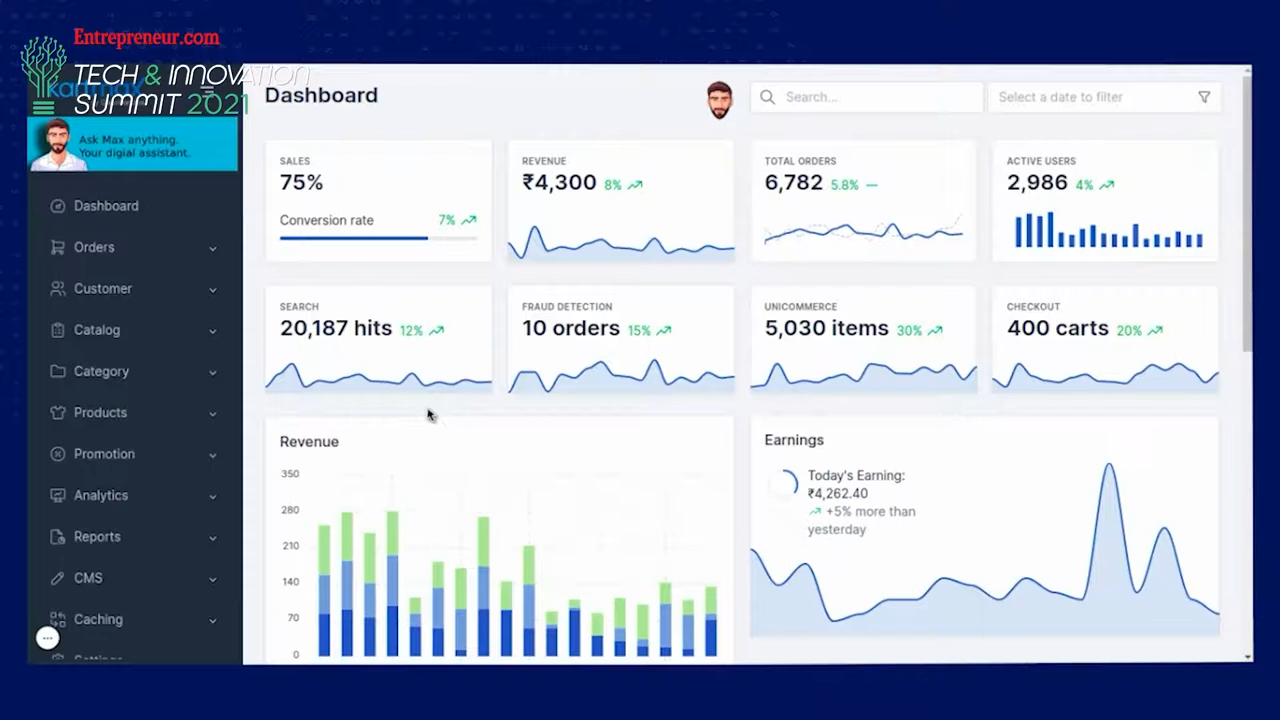 Entrepreneur.com
TECH & INNOVATION
SUMMIT 2021
Ask Max anything.
Your digial assistant.
Dashboard
Orders
Customer
Catalog
Category
Products
Promotion
Analytics
Reports
CMS
Caching
Dashboard
Search...
Select a date to filter
SALES
75%
Conversion rate 7%
REVENUE
₹4,300 8%
TOTAL ORDERS
6,782 5.8%
ACTIVE USERS
2,986 4%
SEARCH
20,187 hits 12%
FRAUD DETECTION
10 orders 15%
UNICOMMERCE
5,030 items 30%
CHECKOUT
400 carts 20%
Revenue
350
280
210
140
70
0
Earnings
Today's Earning:
₹4,262.40
+5% more than
yesterday